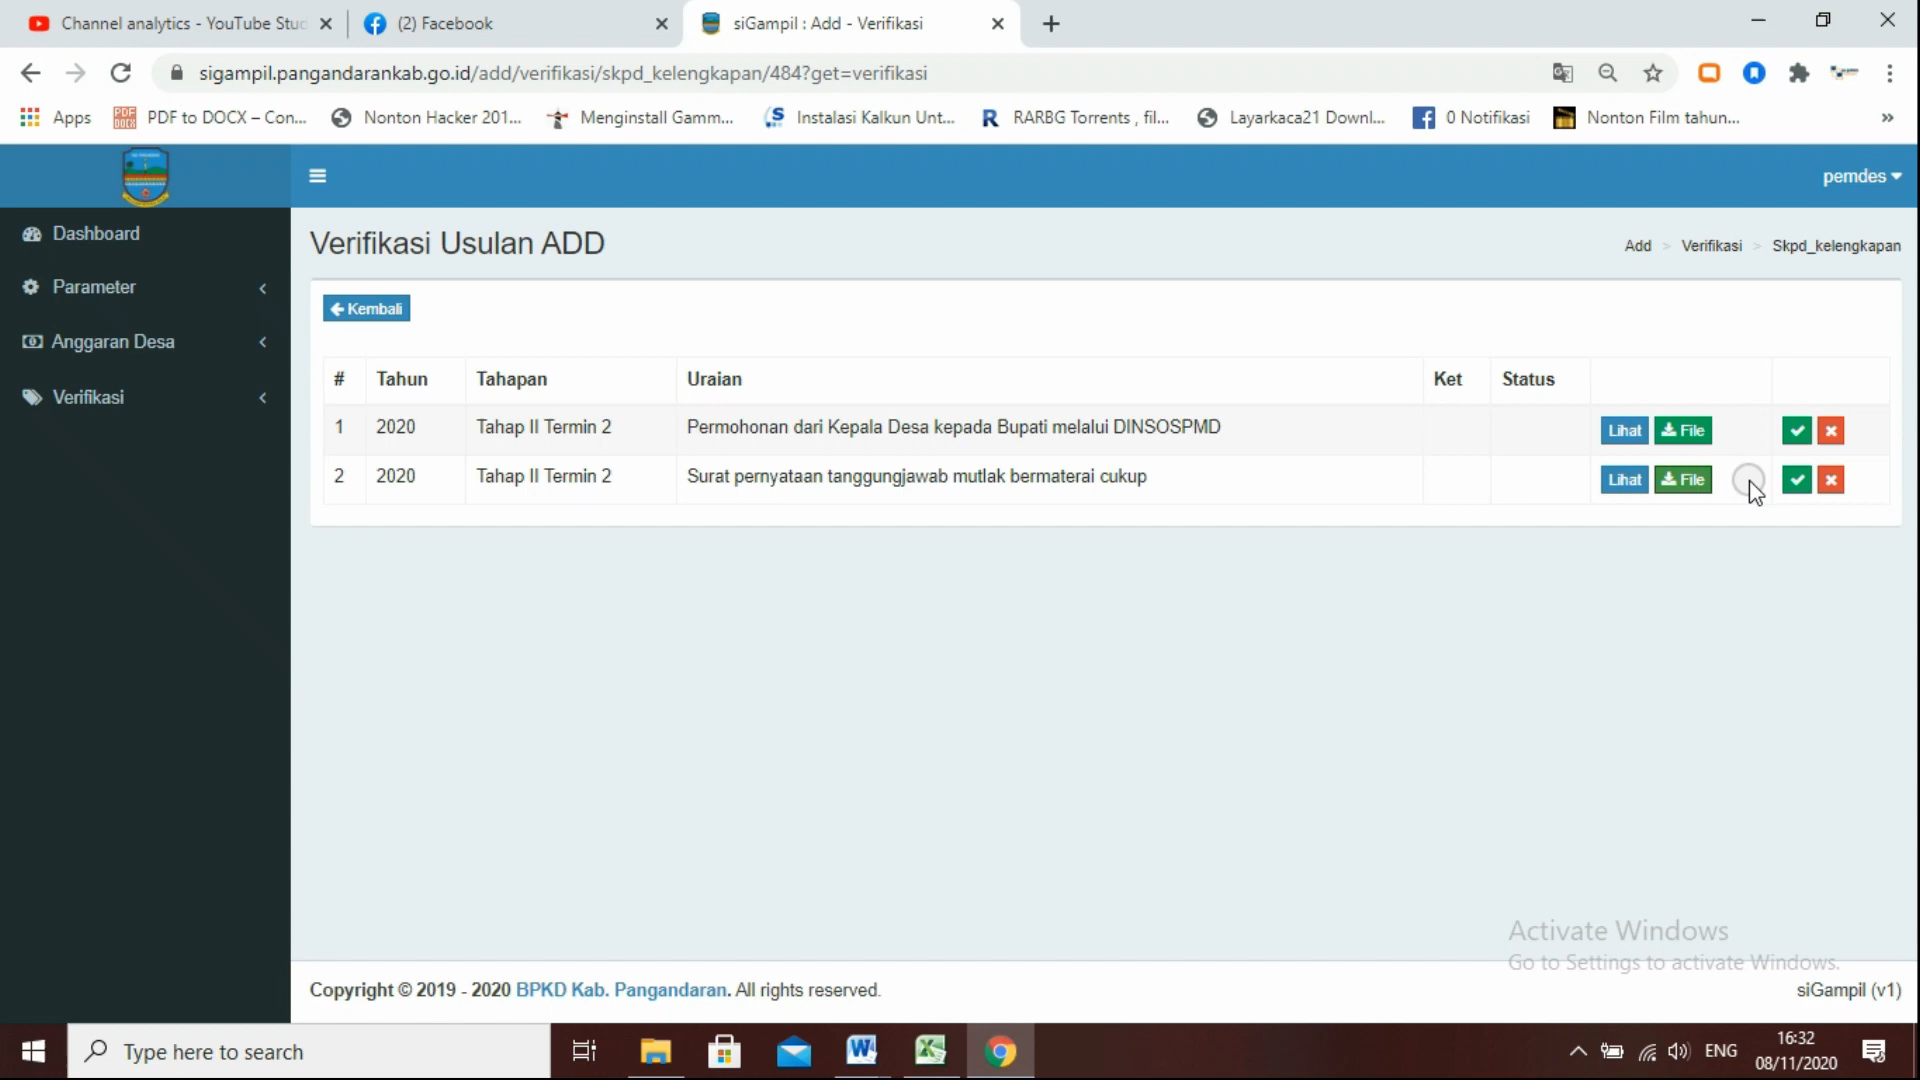 Channel analytics - YouTube Stu
(2) Facebook
siGampil : Add - Verifikasi
sigampil.pangandarankab.go.id/add/verifikasi/skpd_kelengkapan/484?get=verifikasi
Apps PDF to DOCX – Con... Nonton Hacker 201... Menginstall Gamm... Instalasi Kalkun Unt... RARBG Torrents , fil... Layarkaca21 Downl... 0 Notifikasi Nonton Film tahun... »
pemdes
Dashboard
Parameter
Anggaran Desa
Verifikasi
Verifikasi Usulan ADD
Add > Verifikasi > Skpd_kelengkapan
Kembali
# Tahun Tahapan Uraian Ket Status
1 2020 Tahap II Termin 2 Permohonan dari Kepala Desa kepada Bupati melalui DINSOSPMD Lihat File
2 2020 Tahap II Termin 2 Surat pernyataan tanggungjawab mutlak bermaterai cukup Lihat File
Activate Windows
Go to Settings to activate Windows.
Copyright © 2019 - 2020 BPKD Kab. Pangandaran. All rights reserved.
siGampil (v1)
Type here to search
ENG
16:32
08/11/2020